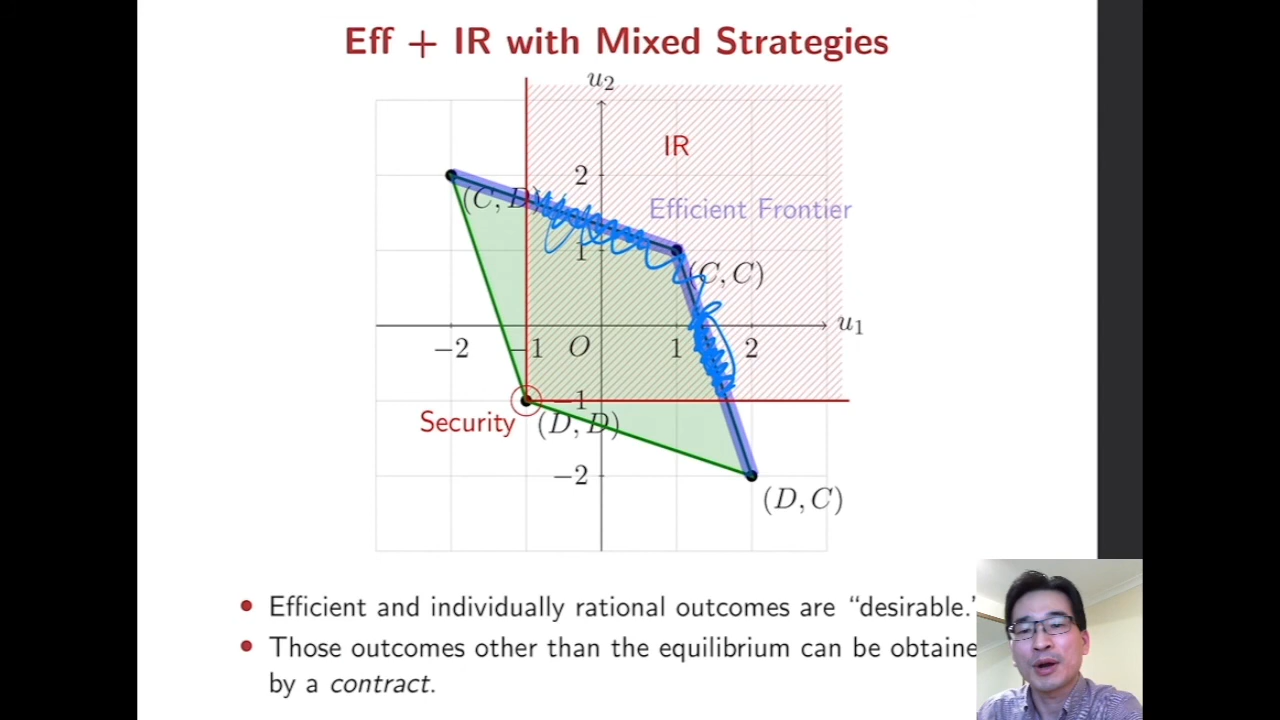 Eff + IR with Mixed Strategies
u₂
IR
2
(C, D)
Efficient Frontier
1
(C, C)
u₁
−2
−1
O
1
2
−1
Security
(D, D)
−2
(D, C)
• Efficient and individually rational outcomes are “desirable.”
• Those outcomes other than the equilibrium can be obtaine
by a contract.